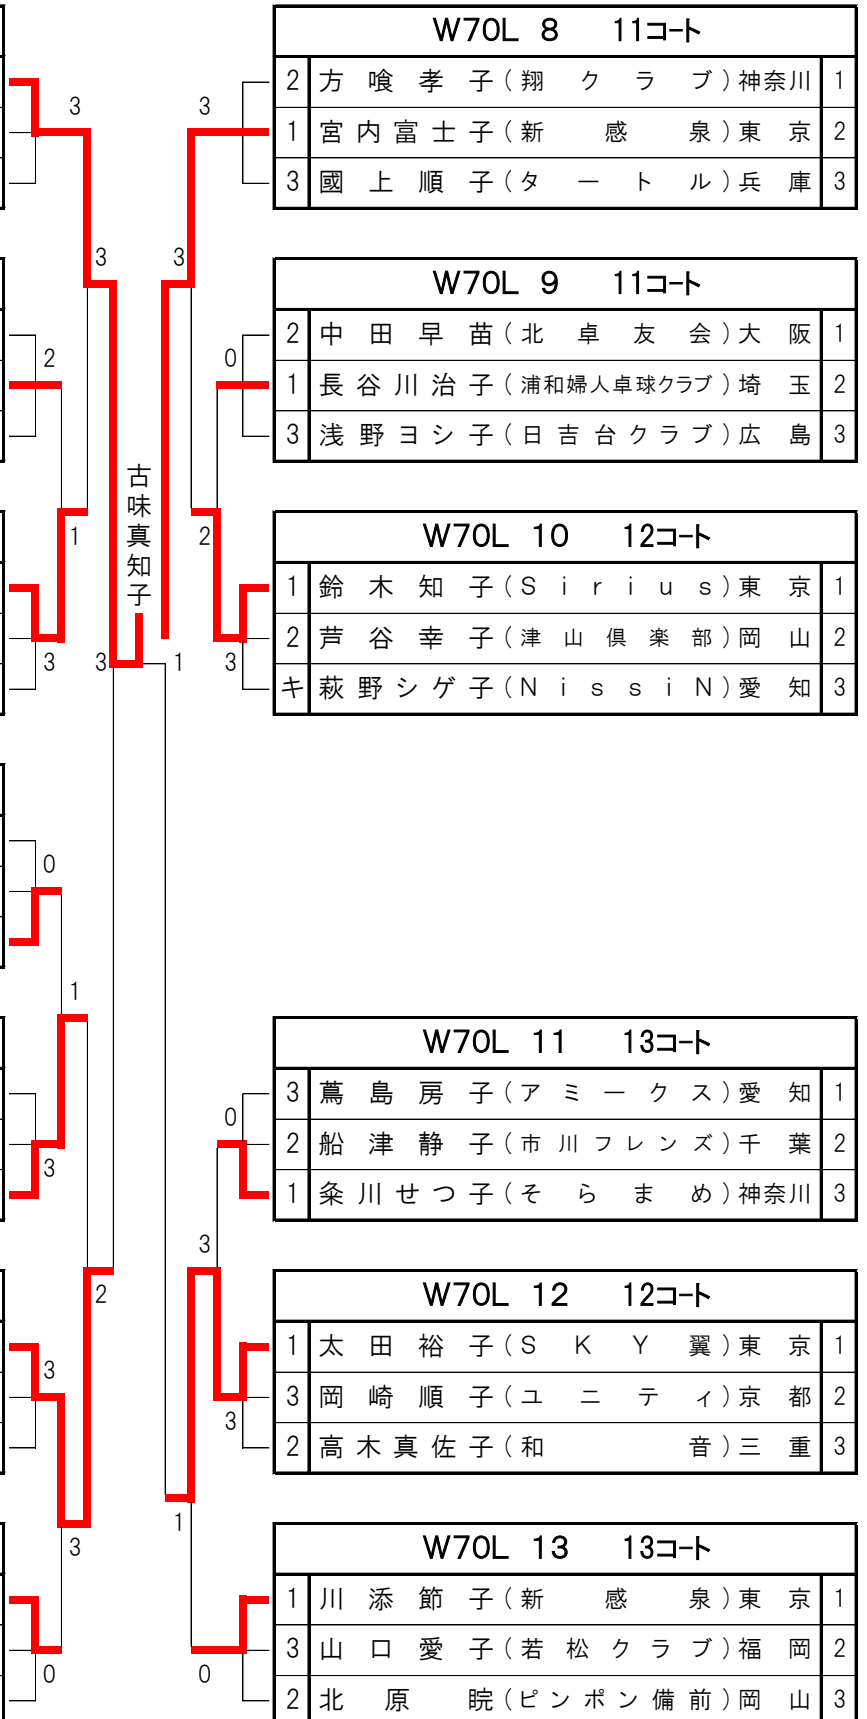 W70L 8 11コート
2 方喰孝子(翔クラブ)神奈川 1
3 3
1 宮内富士子(新感泉)東京 2
3 國上順子(タートル)兵庫 3
3 3
W70L 9 11コート
2 中田早苗(北卓友会)大阪 1
2 0
1 長谷川治子(浦和婦人卓球クラブ)埼玉 2
3 浅野ヨシ子(日吉台クラブ)広島 3
古味真知子
1 2
W70L 10 12コート
1 鈴木知子(Sirius)東京 1
2 芦谷幸子(津山倶楽部)岡山 2
3 3 1 3
キ 萩野シゲ子(NissiN)愛知 3
0
1
W70L 11 13コート
3 蔦島房子(アミークス)愛知 1
0
2 船津静子(市川フレンズ)千葉 2
3
1 粂川せつ子(そらまめ)神奈川 3
3
2
W70L 12 12コート
1 太田裕子(SKY翼)東京 1
3
3 岡崎順子(ユニティ)京都 2
3
2 高木真佐子(和音)三重 3
1
3
W70L 13 13コート
1 川添節子(新感泉)東京 1
3 山口愛子(若松クラブ)福岡 2
0 0
2 北原院(ピンポン備前)岡山 3